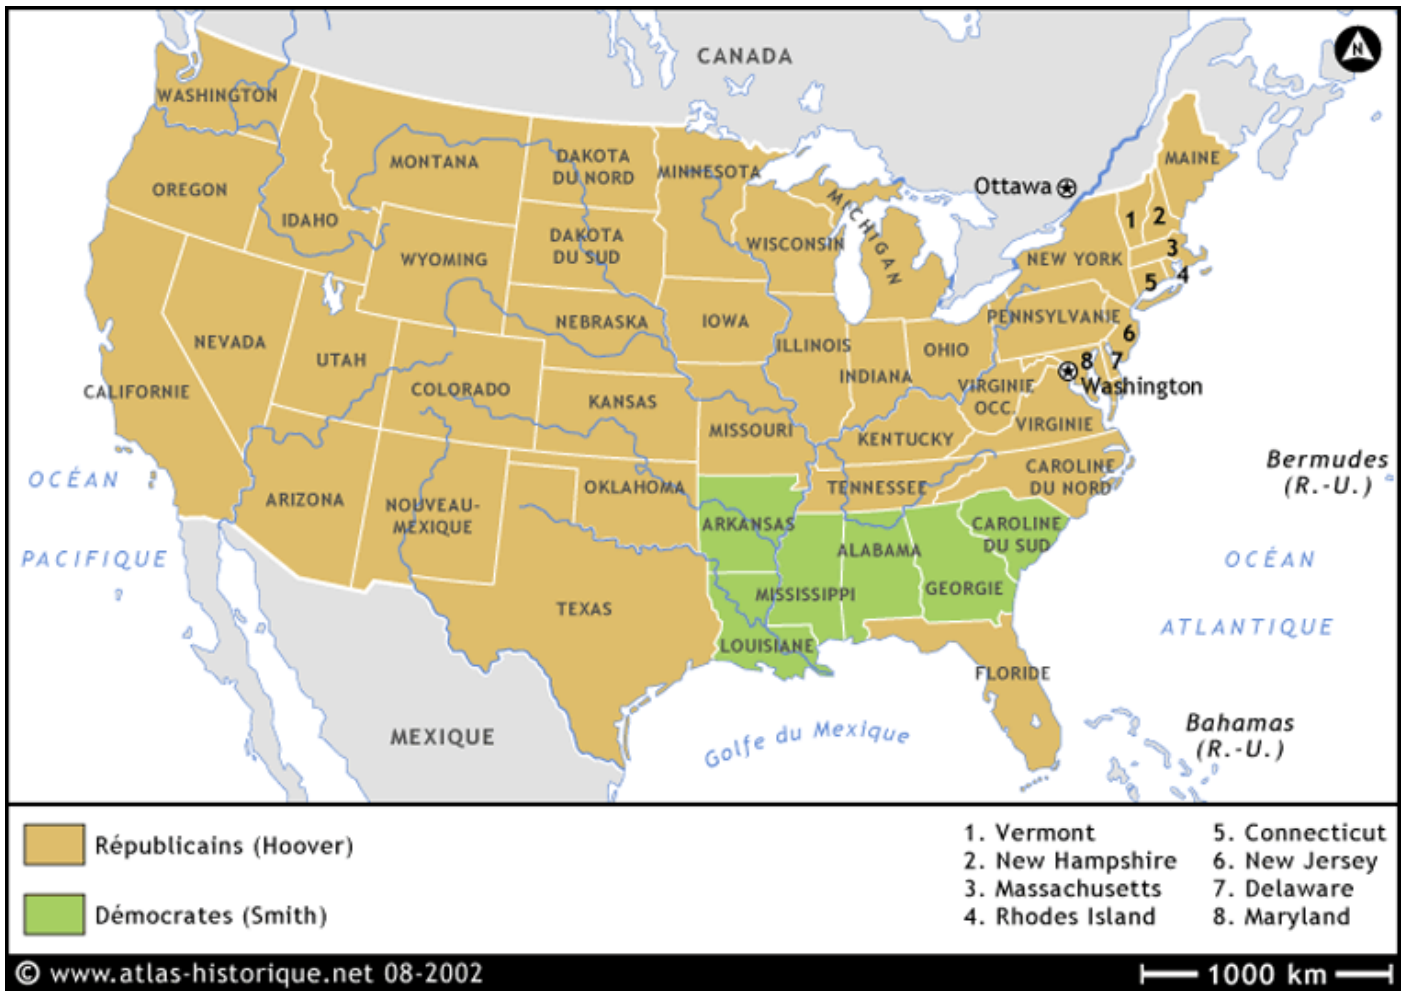 CANADA
N
WASHINGTON
MONTANA
DAKOTA
DU NORD
MINNESOTA
MAINE
OREGON
IDAHO
Ottawa
MICHIGAN
1
2
WYOMING
DAKOTA
DU SUD
WISCONSIN
NEW YORK
3
4
5
NEVADA
UTAH
NEBRASKA
IOWA
ILLINOIS
INDIANA
OHIO
PENNSYLVANIE
6
7
8
Washington
CALIFORNIE
COLORADO
KANSAS
MISSOURI
KENTUCKY
VIRGINIE
OCC.
VIRGINIE
OCÉAN
PACIFIQUE
ARIZONA
NOUVEAU-
MEXIQUE
OKLAHOMA
TENNESSEE
CAROLINE
DU NORD
Bermudes
(R.-U.)
ARKANSAS
ALABAMA
CAROLINE
DU SUD
TEXAS
MISSISSIPPI
GEORGIE
OCÉAN
ATLANTIQUE
LOUISIANE
FLORIDE
MEXIQUE
Golfe du Mexique
Bahamas
(R.-U.)
Républicains (Hoover)
Démocrates (Smith)
1. Vermont
2. New Hampshire
3. Massachusetts
4. Rhodes Island
5. Connecticut
6. New Jersey
7. Delaware
8. Maryland
© www.atlas-historique.net 08-2002
1000 km